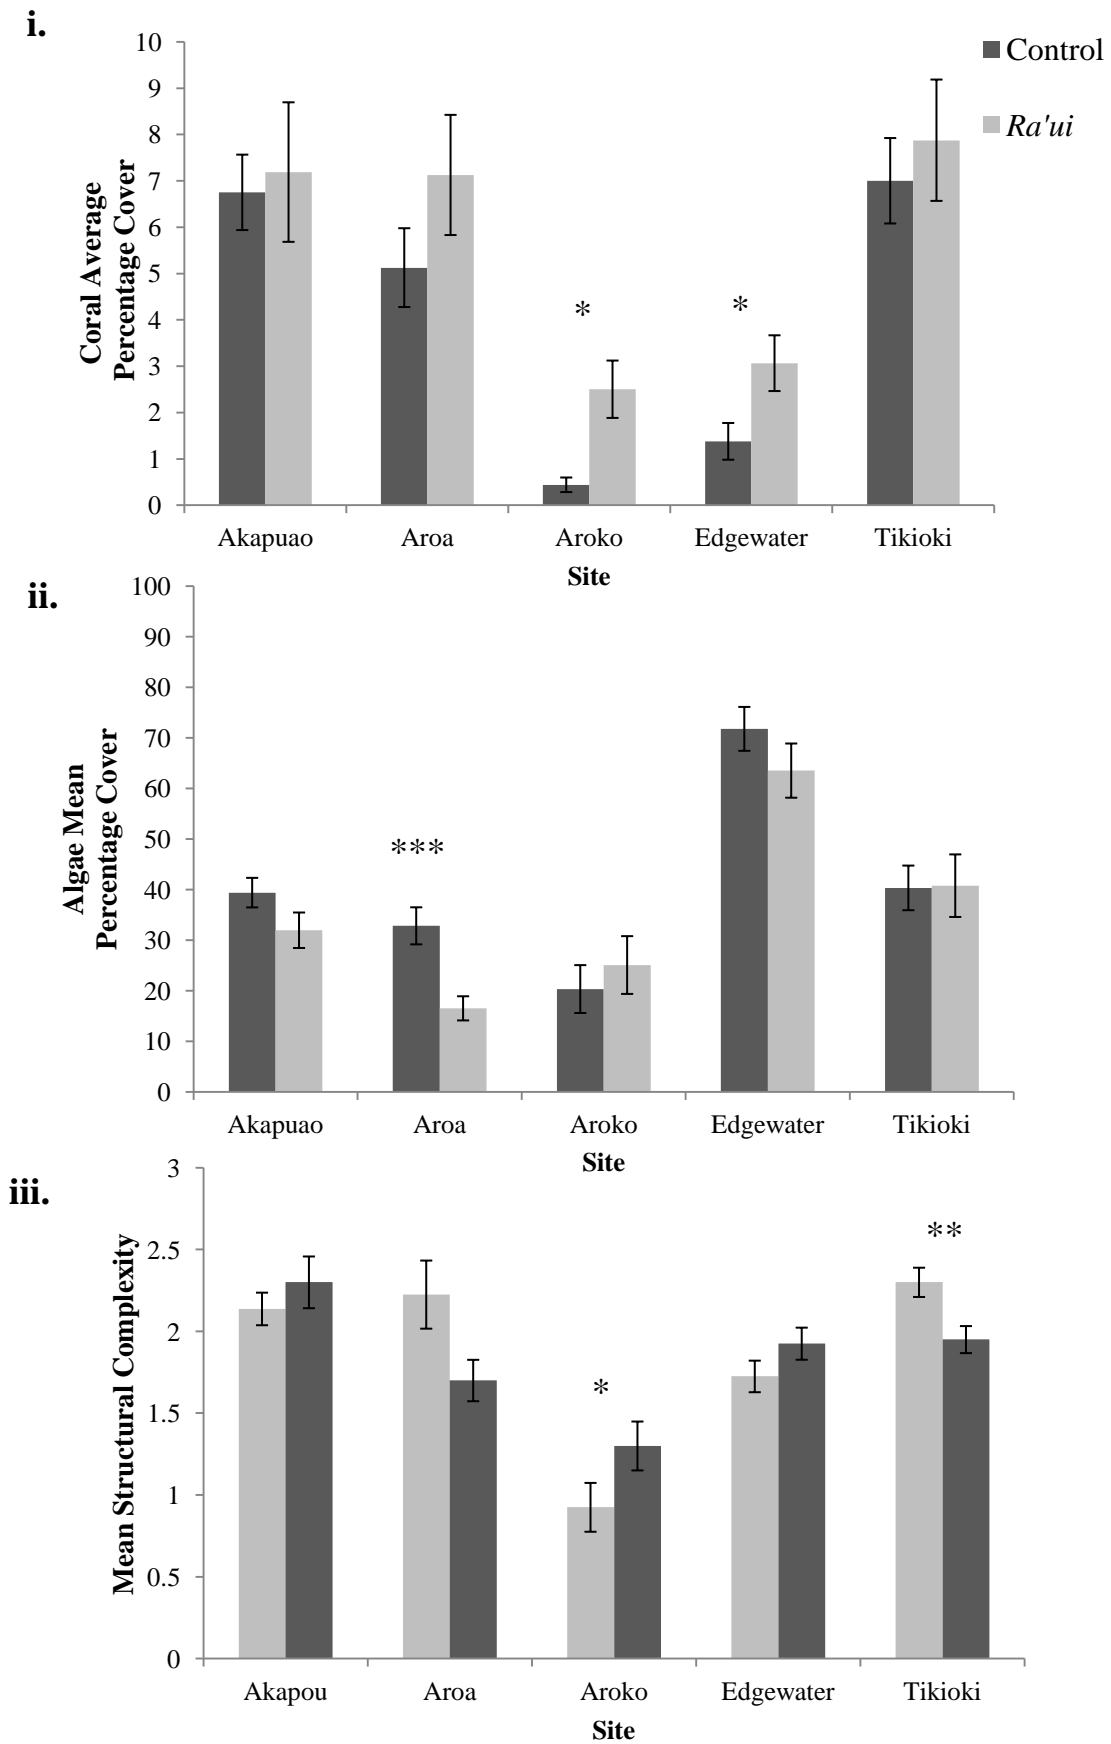 i.
Control
Ra'ui
Coral Average
Percentage Cover
10
9
8
7
6
5
4
3
2
1
0
*
*
Akapuao Aroa Aroko Edgewater Tikioki
Site
ii.
Algae Mean
Percentage Cover
100
90
80
70
60
50
40
30
20
10
0
***
Akapuao Aroa Aroko Edgewater Tikioki
Site
iii.
Mean Structural Complexity
3
2.5
2
1.5
1
0.5
0
*
**
Akapou Aroa Aroko Edgewater Tikioki
Site